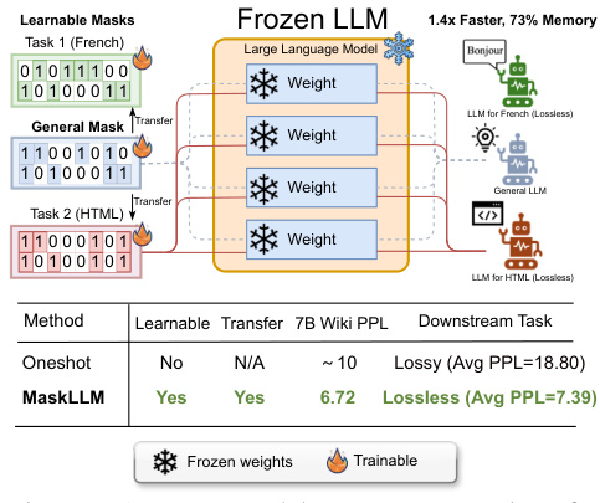 Learnable Masks
Frozen LLM
1.4x Faster, 73% Memory
Task 1 (French)
0 1 0 1 1 1 0 0
1 0 1 0 0 0 1 1
Transfer
General Mask
1 1 0 0 1 0 1 0
1 0 1 0 0 0 1 1
Transfer
Task 2 (HTML)
1 1 0 0 0 1 0 1
1 0 1 0 0 1 0 1
Large Language Model
Weight
Weight
Weight
Weight
Bonjour
LLM for French (Lossless)
General LLM
</>
LLM for HTML (Lossless)
Method Learnable Transfer 7B Wiki PPL Downstream Task
Oneshot No N/A ~ 10 Lossy (Avg PPL=18.80)
MaskLLM Yes Yes 6.72 Lossless (Avg PPL=7.39)
Frozen weights Trainable